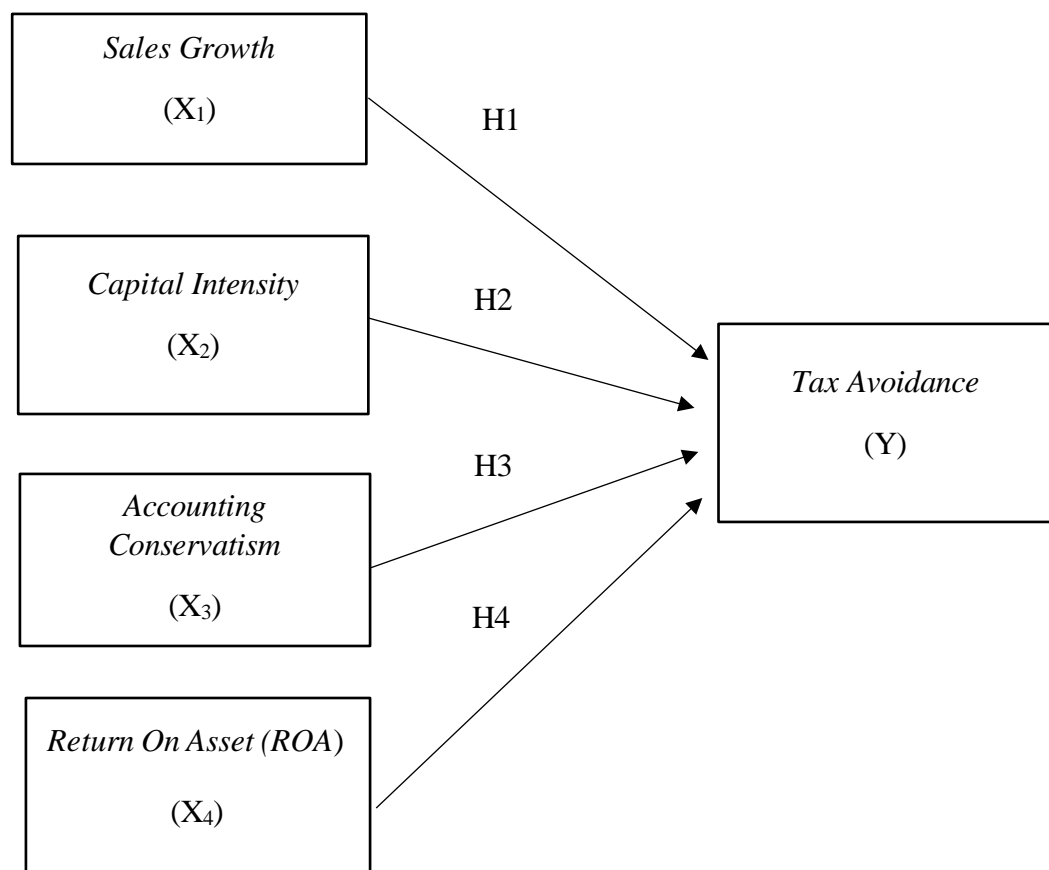 Sales Growth
(X₁)
H1
Capital Intensity
(X₂)
H2
Accounting
Conservatism
(X₃)
H3
Return On Asset (ROA)
(X₄)
H4
Tax Avoidance
(Y)